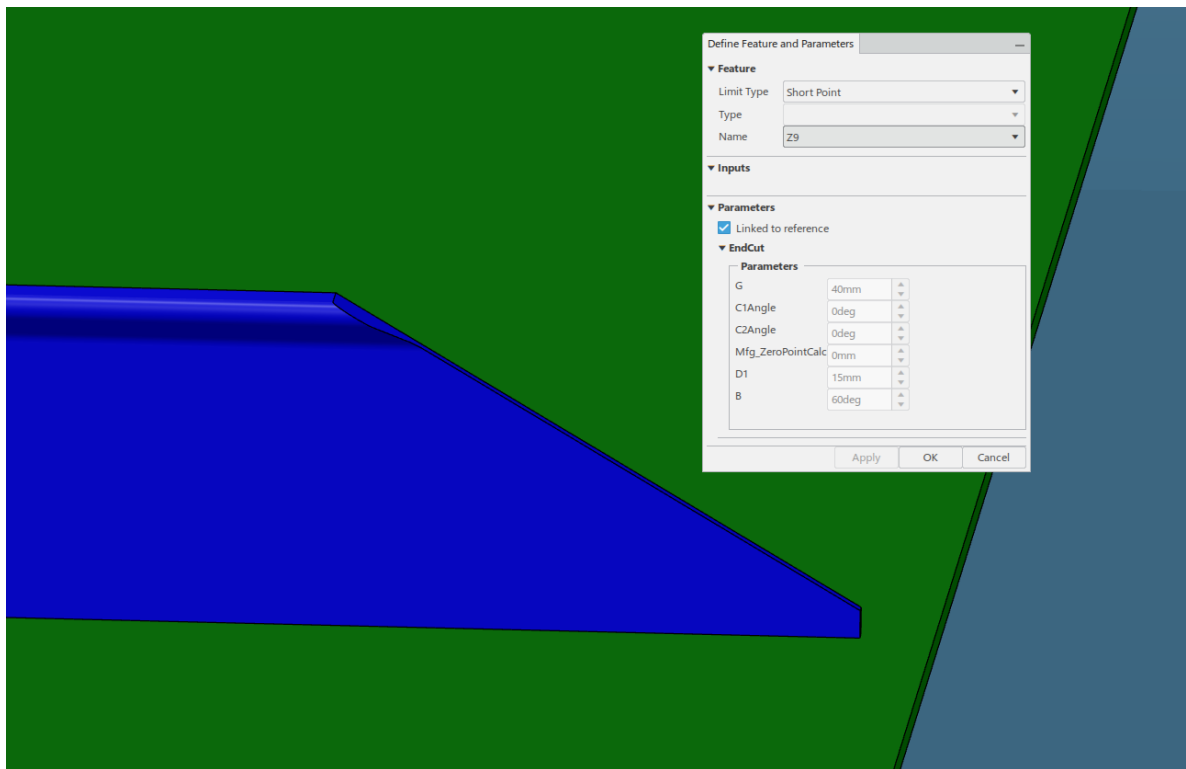 Define Feature and Parameters
Feature
Limit Type Short Point
Type
Name Z9
Inputs
Parameters
Linked to reference
EndCut
Parameters
G 40mm
C1Angle 0deg
C2Angle 0deg
Mfg_ZeroPointCalc 0mm
D1 15mm
B 60deg
Apply OK Cancel